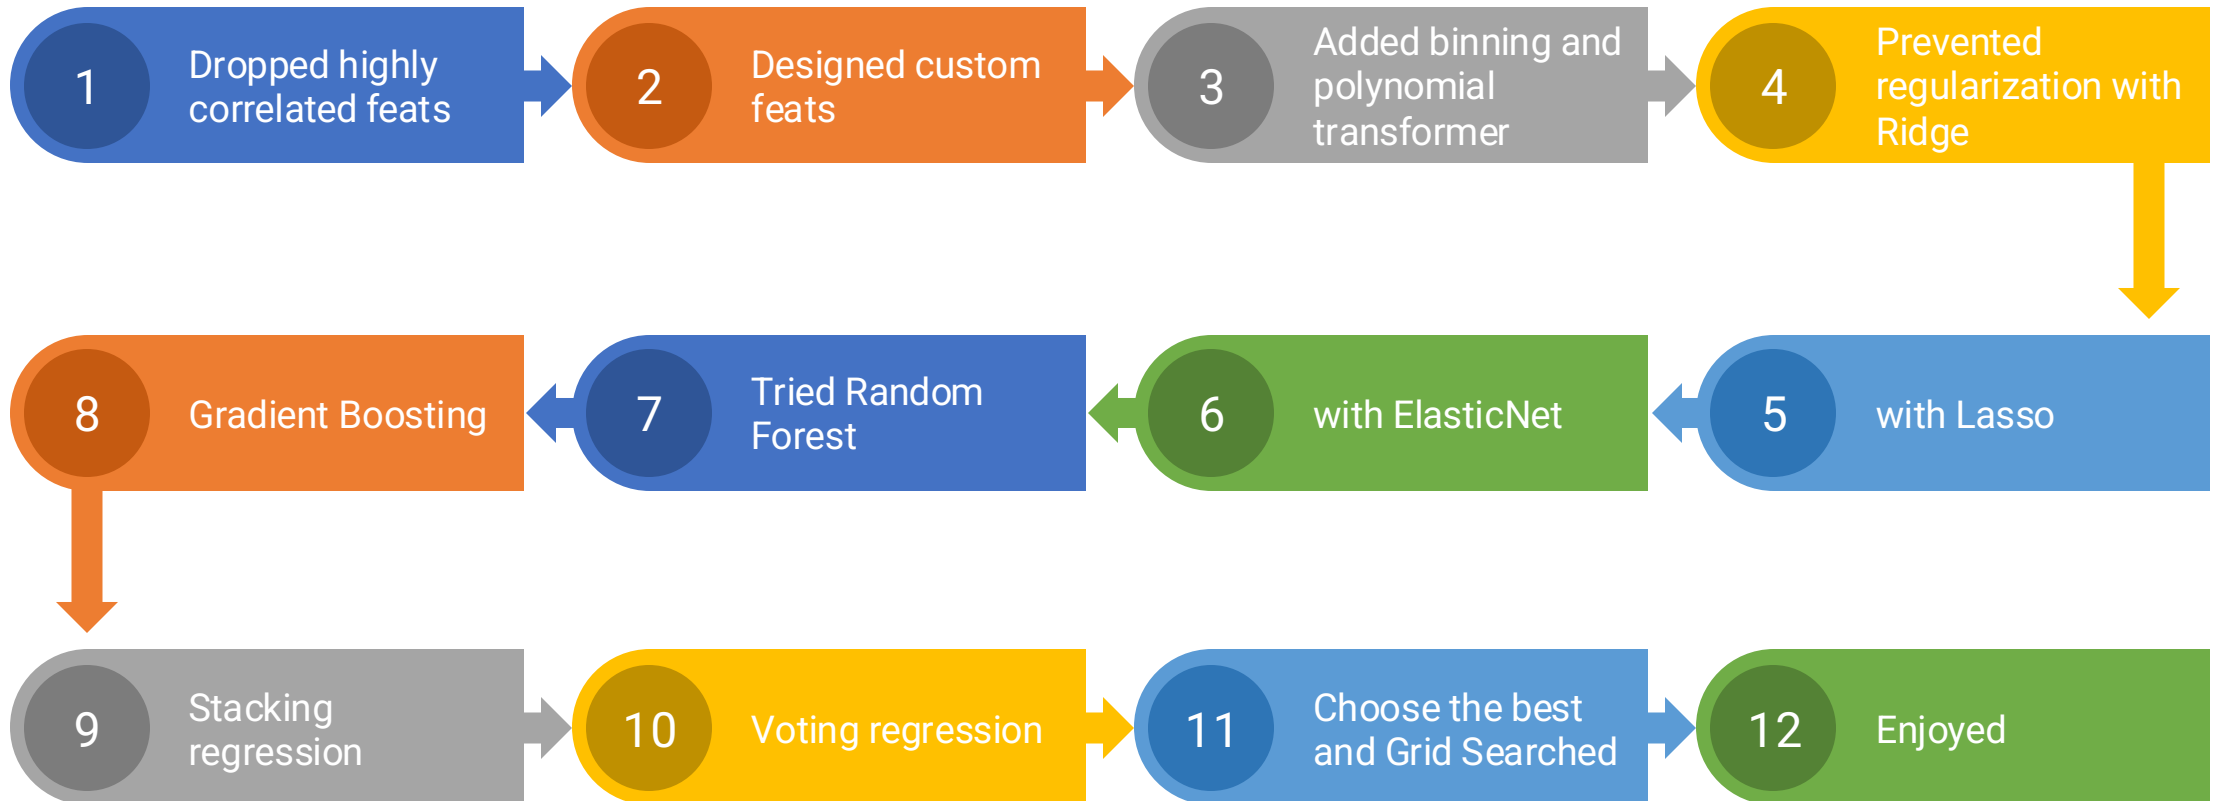 1
Dropped highly
correlated feats
2
Designed custom
feats
3
Added binning and
polynomial
transformer
4
Prevented
regularization with
Ridge
5
with Lasso
6
with ElasticNet
7
Tried Random
Forest
8
Gradient Boosting
9
Stacking
regression
10
Voting regression
11
Choose the best
and Grid Searched
12
Enjoyed